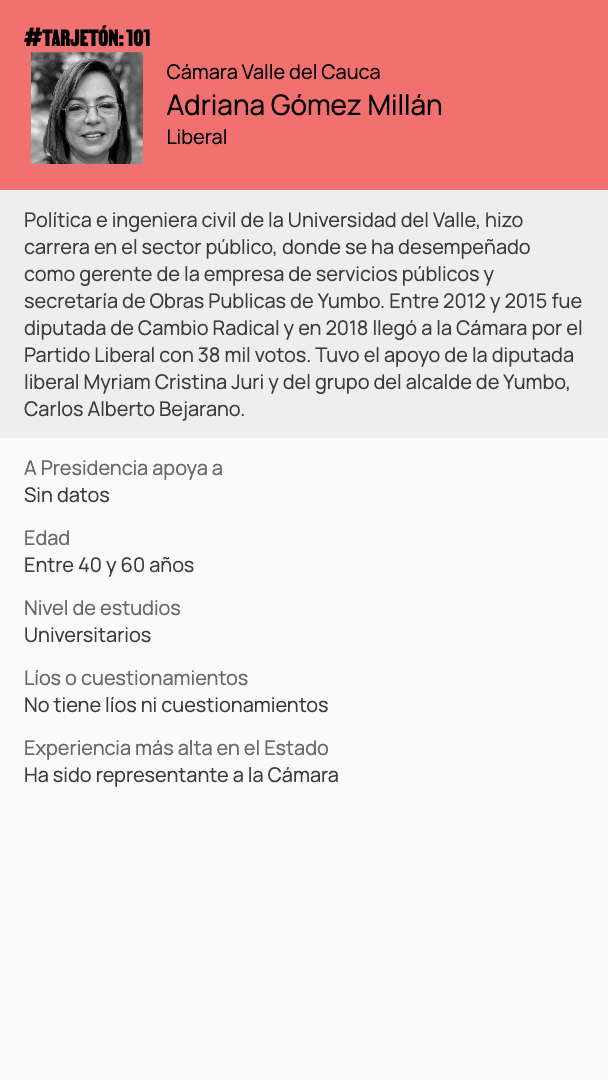 #TARJETÓN: 101
Cámara Valle del Cauca
Adriana Gómez Millán
Liberal
Política e ingeniera civil de la Universidad del Valle, hizo
carrera en el sector público, donde se ha desempeñado
como gerente de la empresa de servicios públicos y
secretaría de Obras Publicas de Yumbo. Entre 2012 y 2015 fue
diputada de Cambio Radical y en 2018 llegó a la Cámara por el
Partido Liberal con 38 mil votos. Tuvo el apoyo de la diputada
liberal Myriam Cristina Juri y del grupo del alcalde de Yumbo,
Carlos Alberto Bejarano.
A Presidencia apoya a
Sin datos
Edad
Entre 40 y 60 años
Nivel de estudios
Universitarios
Líos o cuestionamientos
No tiene líos ni cuestionamientos
Experiencia más alta en el Estado
Ha sido representante a la Cámara